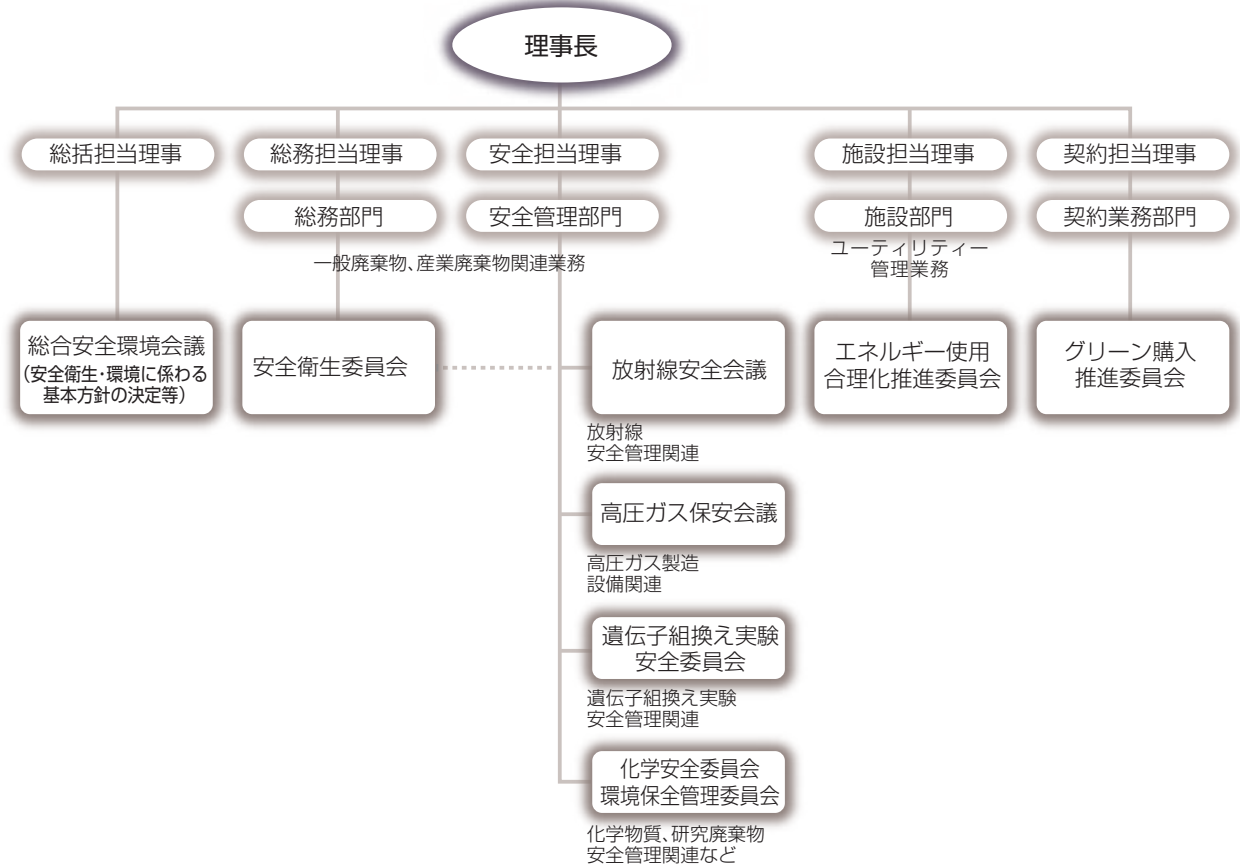 理事長
総括担当理事
総務担当理事
安全担当理事
施設担当理事
契約担当理事
総務部門
安全管理部門
施設部門
契約業務部門
一般廃棄物、産業廃棄物関連業務
ユーティリティー
管理業務
総合安全環境会議
(安全衛生・環境に係わる
基本方針の決定等)
安全衛生委員会
放射線安全会議
放射線
安全管理関連
エネルギー使用
合理化推進委員会
グリーン購入
推進委員会
高圧ガス保安会議
高圧ガス製造
設備関連
遺伝子組換え実験
安全委員会
遺伝子組換え実験
安全管理関連
化学安全委員会
環境保全管理委員会
化学物質、研究廃棄物
安全管理関連など